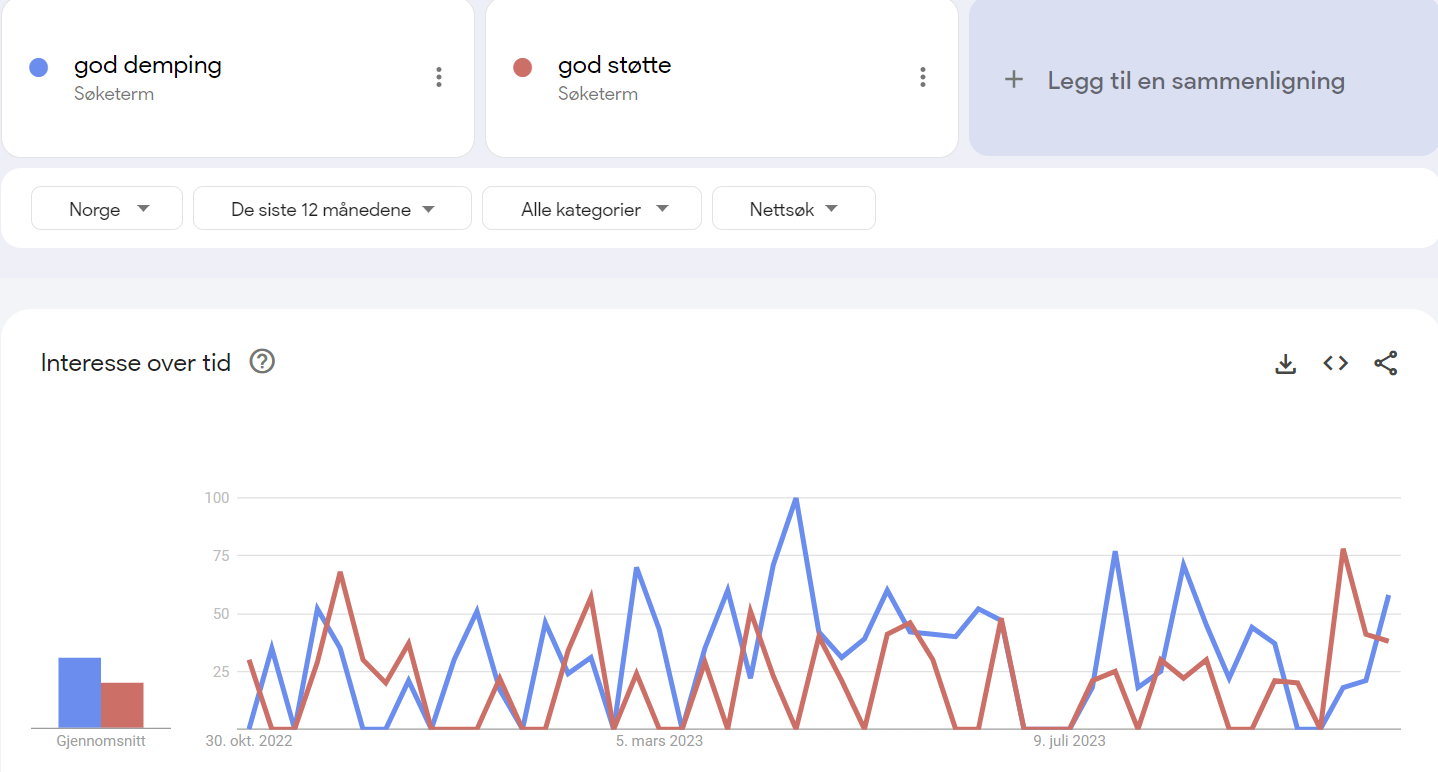 god demping
Søketerm
god støtte
Søketerm
+ Legg til en sammenligning
Norge
De siste 12 månedene
Alle kategorier
Nettsøk
Interesse over tid
100
75
50
25
Gjennomsnitt
30. okt. 2022
5. mars 2023
9. juli 2023